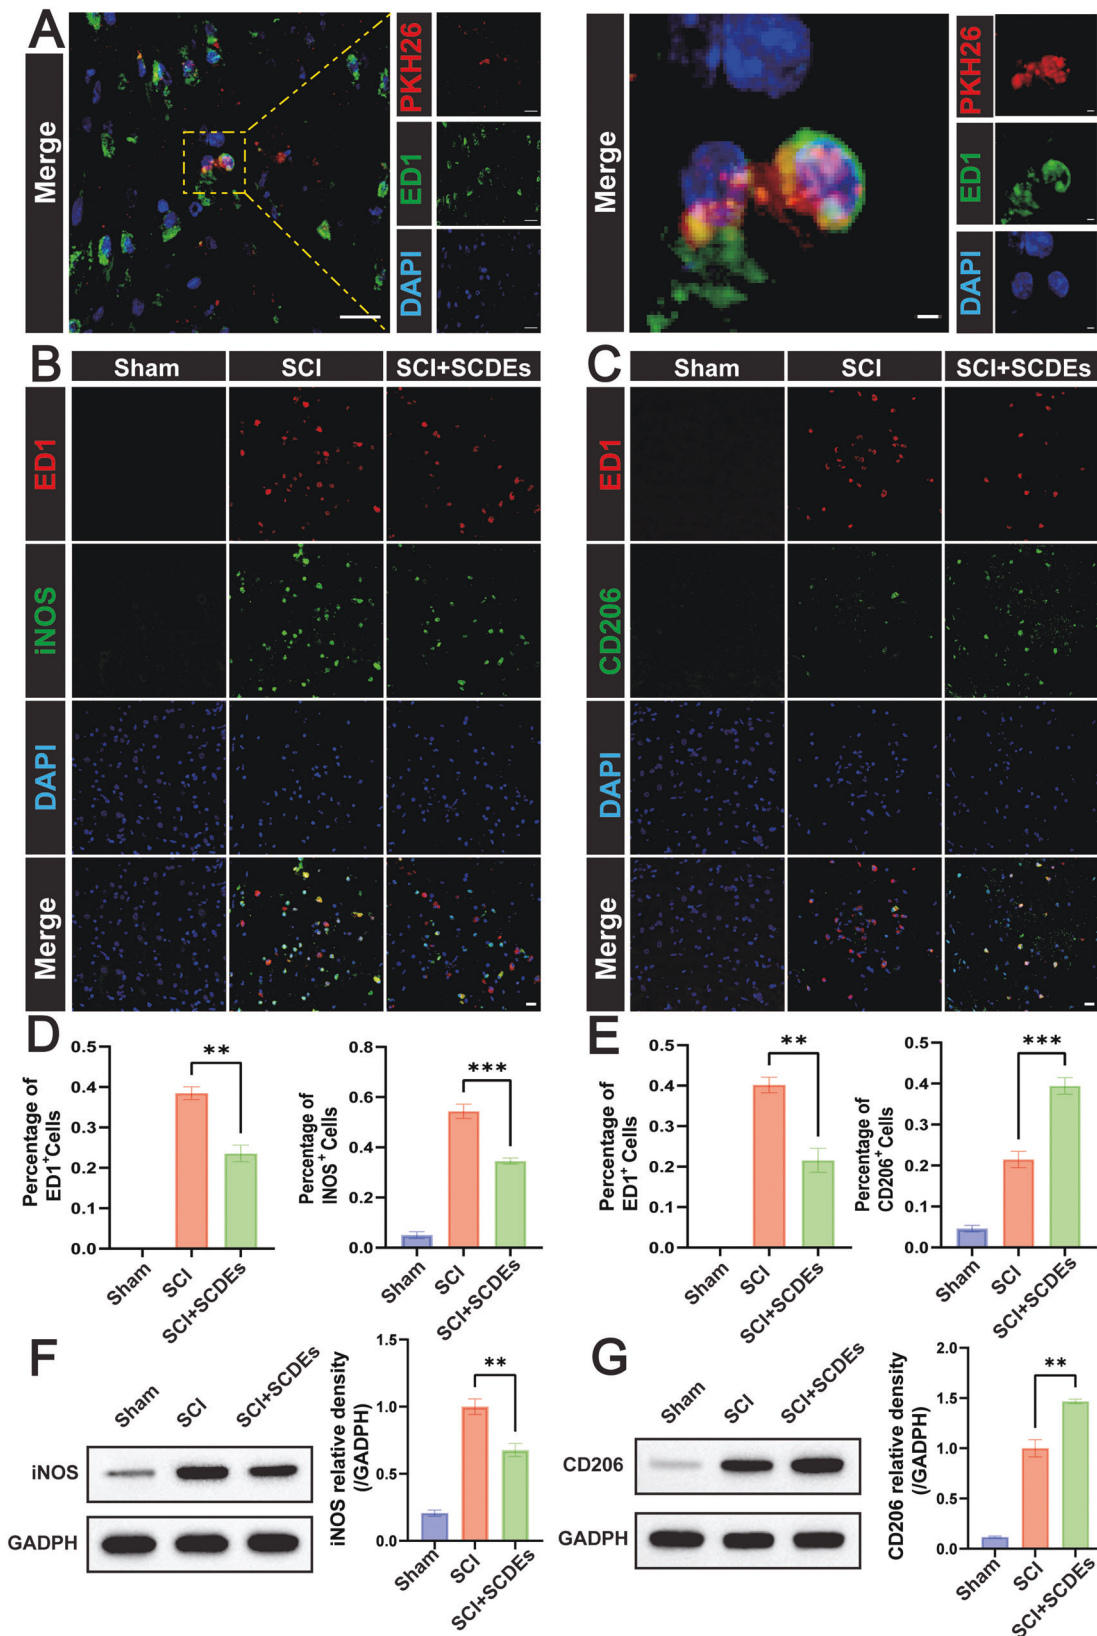 A
Merge
PKH26
ED1
DAPI
Merge
PKH26
ED1
DAPI
B
Sham
SCI
SCI+SCDEs
ED1
iNOS
DAPI
Merge
C
Sham
SCI
SCI+SCDEs
ED1
CD206
DAPI
Merge
D
Percentage of
ED1+Cells
0.5
0.4
0.3
0.2
0.1
0.0
**
Sham
SCI
SCI+SCDEs
Percentage of
INOS+ Cells
0.8
0.6
0.4
0.2
0.0
***
Sham
SCI
SCI+SCDEs
E
Percentage of
ED1+ Cells
0.5
0.4
0.3
0.2
0.1
0.0
**
Sham
SCI
SCI+SCDEs
Percentage of
CD206+ Cells
0.5
0.4
0.3
0.2
0.1
0.0
***
Sham
SCI
SCI+SCDEs
F
Sham
SCI
SCI+SCDEs
iNOS
GADPH
iNOS relative density
(/GADPH)
1.5
1.0
0.5
0.0
**
Sham
SCI
SCI+SCDEs
G
Sham
SCI
SCI+SCDEs
CD206
GADPH
CD206 relative density
(/GADPH)
2.0
1.5
1.0
0.5
0.0
**
Sham
SCI
SCI+SCDEs